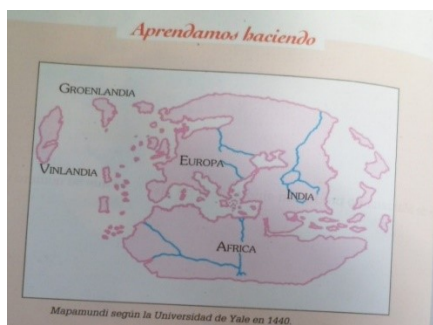 Aprendamos haciendo
GROENLANDIA
VINLANDIA
EUROPA
INDIA
AFRICA
Mapamundi según la Universidad de Yale en 1440.